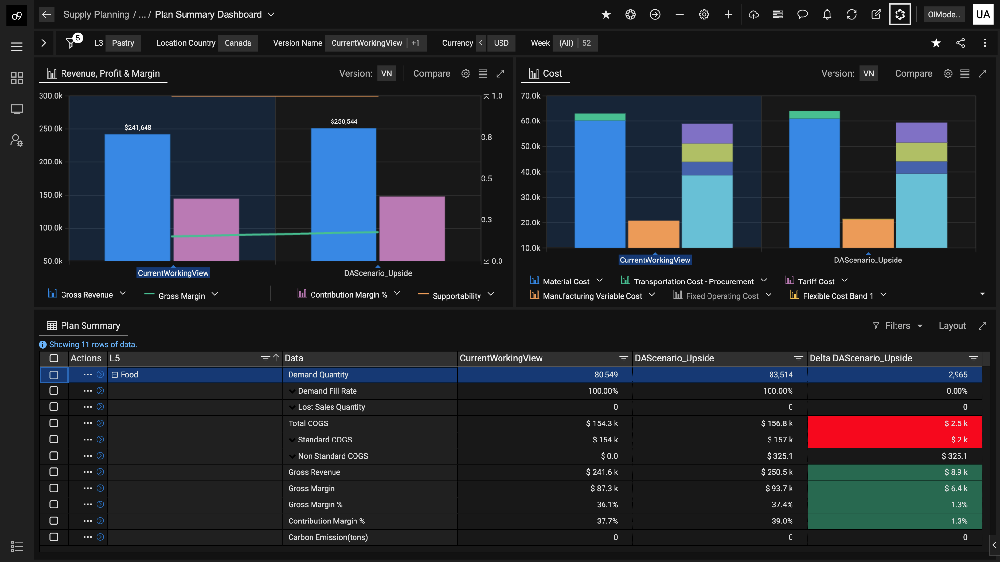 o9
Supply Planning / ... / Plan Summary Dashboard
OIMode...
UA
5
L3 Pastry Location Country Canada Version Name CurrentWorkingView +1 Currency < USD Week (All) 52
Revenue, Profit & Margin
Version: VN Compare
300.0k
250.0k
200.0k
150.0k
100.0k
50.0k
$241,648
$250,544
1.0
0.8
0.5
0.3
0.0
CurrentWorkingView
DAScenario_Upside
Gross Revenue
Gross Margin
Contribution Margin %
Supportability
Cost
Version: VN Compare
70.0k
60.0k
50.0k
40.0k
30.0k
20.0k
10.0k
CurrentWorkingView
DAScenario_Upside
Material Cost
Transportation Cost - Procurement
Tariff Cost
Manufacturing Variable Cost
Fixed Operating Cost
Flexible Cost Band 1
Plan Summary
Filters Layout
Showing 11 rows of data.
Actions L5 Data CurrentWorkingView DAScenario_Upside Delta DAScenario_Upside
Food Demand Quantity 80,549 83,514 2,965
Demand Fill Rate 100.00% 100.00% 0.00%
Lost Sales Quantity 0 0 0
Total COGS $ 154.3 k $ 156.8 k $ 2.5 k
Standard COGS $ 154 k $ 157 k $ 2 k
Non Standard COGS $ 0.0 $ 325.1 $ 325.1
Gross Revenue $ 241.6 k $ 250.5 k $ 8.9 k
Gross Margin $ 87.3 k $ 93.7 k $ 6.4 k
Gross Margin % 36.1% 37.4% 1.3%
Contribution Margin % 37.7% 39.0% 1.3%
Carbon Emission(tons) 0 0 0